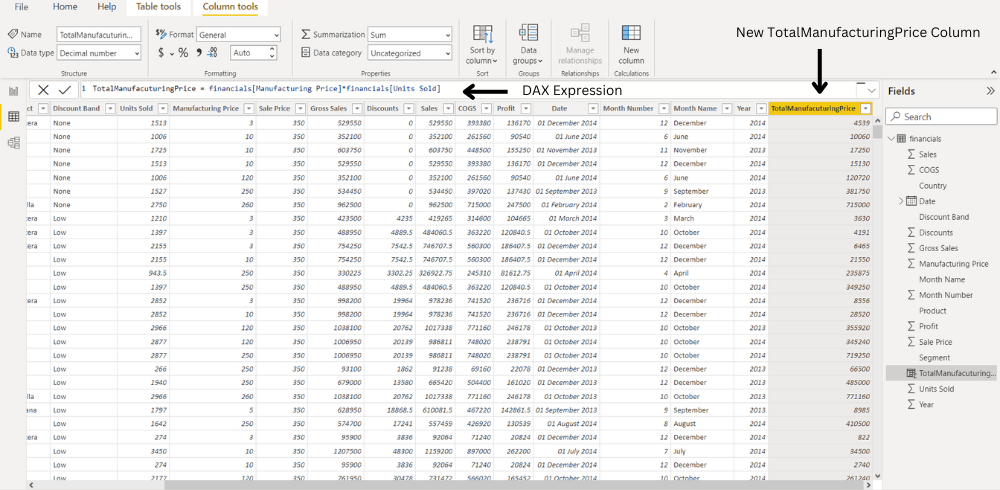 File Home Help Table tools Column tools
Name TotalManufacuturin...
Data type Decimal number
Structure
Format General
$ % Auto
Formatting
Summarization Sum
Data category Uncategorized
Properties
Sort by column
Sort
Data groups
Groups
Manage relationships
Relationships
New column
Calculations
New TotalManufacturingPrice Column
1 TotalManufacuturingPrice = financials[Manufacturing Price]*financials[Units Sold]
DAX Expression
ct Discount Band Units Sold Manufacturing Price Sale Price Gross Sales Discounts Sales COGS Profit Date Month Number Month Name Year TotalManufacuturingPrice
tera None 1513 3 350 529550 0 529550 393380 136170 01 December 2014 12 December 2014 4539
None 1006 10 350 352100 0 352100 261560 90540 01 June 2014 6 June 2014 10060
None 1725 10 350 603750 0 603750 448500 155250 01 November 2013 11 November 2013 17250
None 1513 10 350 529550 0 529550 393380 136170 01 December 2014 12 December 2014 15130
None 1006 120 350 352100 0 352100 261560 90540 01 June 2014 6 June 2014 120720
None 1527 250 350 534450 0 534450 397020 137430 01 September 2013 9 September 2013 381750
lla None 2750 260 350 962500 0 962500 715000 247500 01 February 2014 2 February 2014 715000
tera Low 1210 3 350 423500 4235 419265 314600 104665 01 March 2014 3 March 2014 3630
tera Low 1397 3 350 488950 4889.5 484060.5 363220 120840.5 01 October 2014 10 October 2014 4191
tera Low 2155 3 350 754250 7542.5 746707.5 560300 186407.5 01 December 2014 12 December 2014 6465
Low 2155 10 350 754250 7542.5 746707.5 560300 186407.5 01 December 2014 12 December 2014 21550
Low 943.5 250 350 330225 3302.25 326922.75 245310 81612.75 01 April 2014 4 April 2014 235875
Low 1397 250 350 488950 4889.5 484060.5 363220 120840.5 01 October 2014 10 October 2014 349250
tera Low 2852 3 350 998200 19964 978236 741520 236716 01 December 2014 12 December 2014 8556
Low 2852 10 350 998200 19964 978236 741520 236716 01 December 2014 12 December 2014 28520
Low 2966 120 350 1038100 20762 1017338 771160 246178 01 October 2013 10 October 2013 355920
Low 2877 120 350 1006950 20139 986811 748020 238791 01 October 2014 10 October 2014 345240
Low 2877 250 350 1006950 20139 986811 748020 238791 01 October 2014 10 October 2014 719250
Low 266 250 350 93100 1862 91238 69160 22078 01 December 2013 12 December 2013 66500
Low 1940 250 350 679000 13580 665420 504400 161020 01 December 2013 12 December 2013 485000
lla Low 2966 260 350 1038100 20762 1017338 771160 246178 01 October 2013 10 October 2013 771160
ana Low 1797 5 350 628950 18868.5 610081.5 467220 142861.5 01 September 2013 9 September 2013 8985
Low 1642 250 350 574700 17241 557459 426920 130539 01 August 2014 8 August 2014 410500
tera Low 274 3 350 95900 3836 92064 71240 20824 01 December 2014 12 December 2014 822
Low 3450 10 350 1207500 48300 1159200 897000 262200 01 July 2014 7 July 2014 34500
Low 274 10 350 95900 3836 92064 71240 20824 01 December 2014 12 December 2014 2740
Low 2177 120 350 761950 30478 731472 566020 165452 01 October 2014 10 October 2014 261240
Fields
Search
financials
Sales
COGS
Country
Date
Discount Band
Discounts
Gross Sales
Manufacturing Price
Month Name
Month Number
Product
Profit
Sale Price
Segment
TotalManufacuturing...
Units Sold
Year